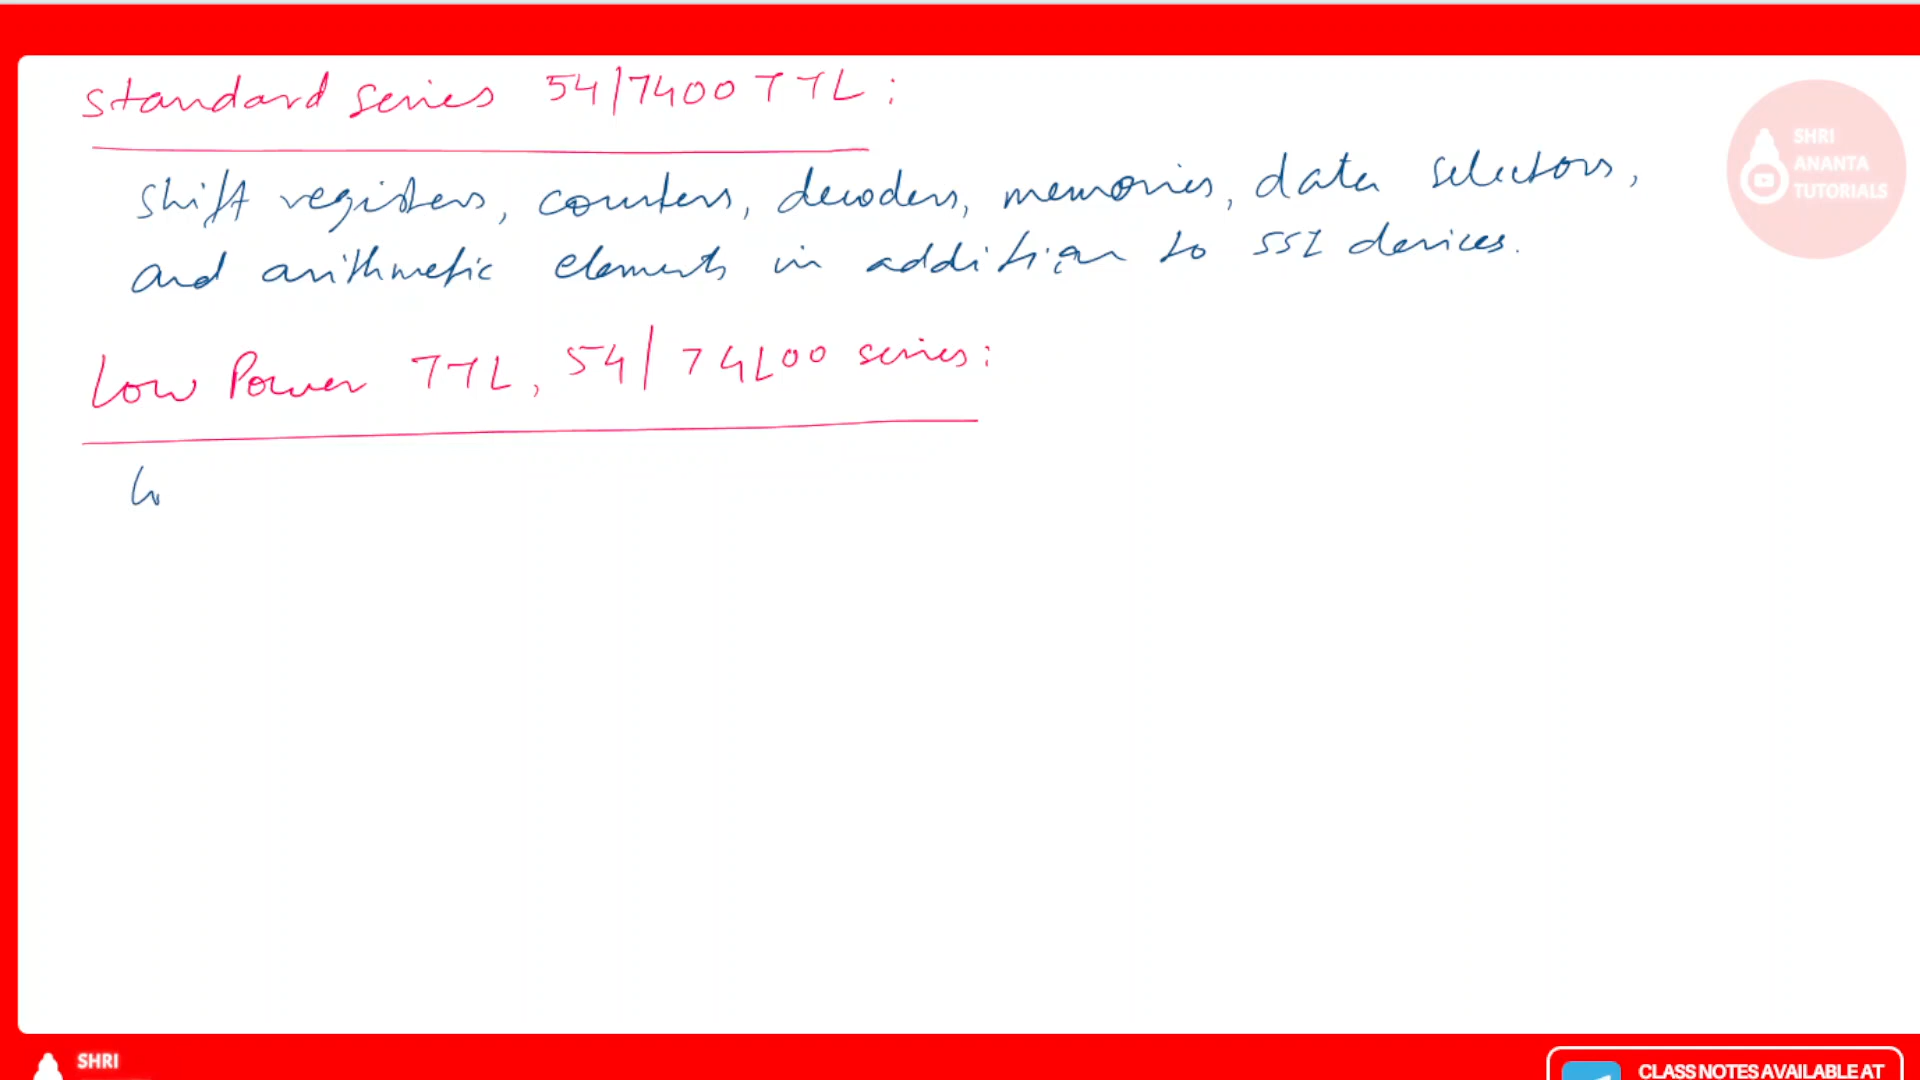 Standard series 54/7400 TTL:
shift registers, counters, decoders, memories, data selectors,
and arithmetic elements in addition to SSI devices.
Low Power TTL, 54/74L00 series:
SHRI
ANANTA
TUTORIALS
SHRI
CLASS NOTES AVAILABLE AT